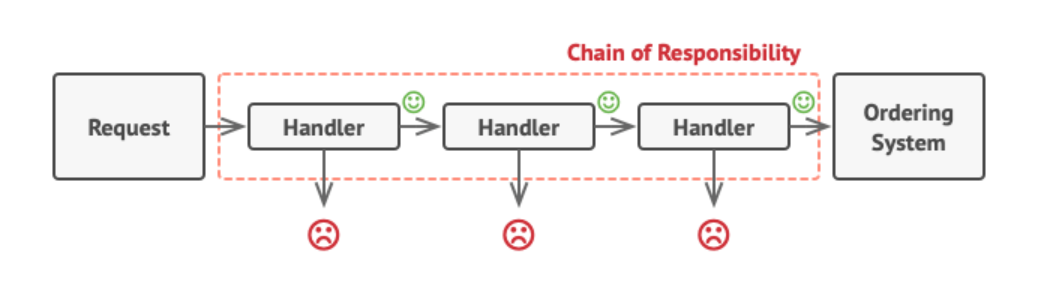 Chain of Responsibility
Request
Handler
Handler
Handler
Ordering
System